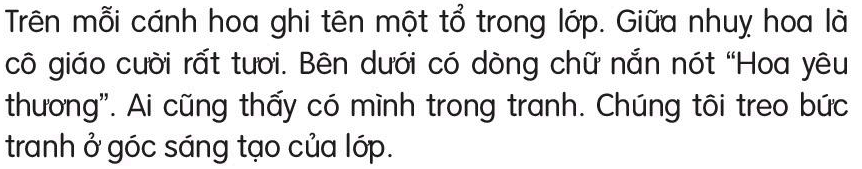 Trên mỗi cánh hoa ghi tên một tổ trong lớp. Giữa nhuỵ hoa là
cô giáo cười rất tươi. Bên dưới có dòng chữ nắn nót “Hoa yêu
thương”. Ai cũng thấy có mình trong tranh. Chúng tôi treo bức
tranh ở góc sáng tạo của lớp.